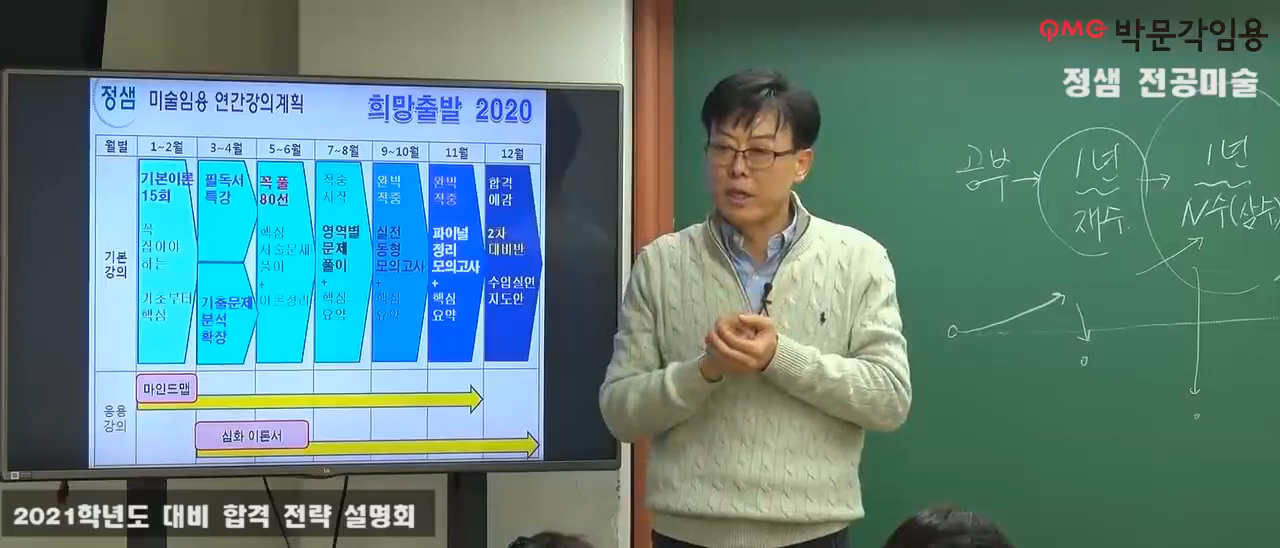 PMG 박문각임용
정샘 전공미술
정샘 미술임용 연간강의계획 희망출발 2020
월별 1~2월 3~4월 5~6월 7~8월 9~10월 11월 12월
기본강의
기본이론
15회
꼭
집어야
하는
기초부터
핵심
필독서
특강
기출문제
분석
확장
꼭 풀
80선
핵심
서술문제
풀이
+
이론정리
적중
시작
영역별
문제
풀이
+
핵심
요약
완벽
적중
실전
동형
모의고사
+
핵심
요약
완벽
적중
파이널
정리
모의고사
+
핵심
요약
합격
예감
2차
대비반
수업실연
지도안
응용
강의
마인드맵
심화 이론서
LG
공부
1년
재수.
1년
N수(삼수)
2021학년도 대비 합격 전략 설명회